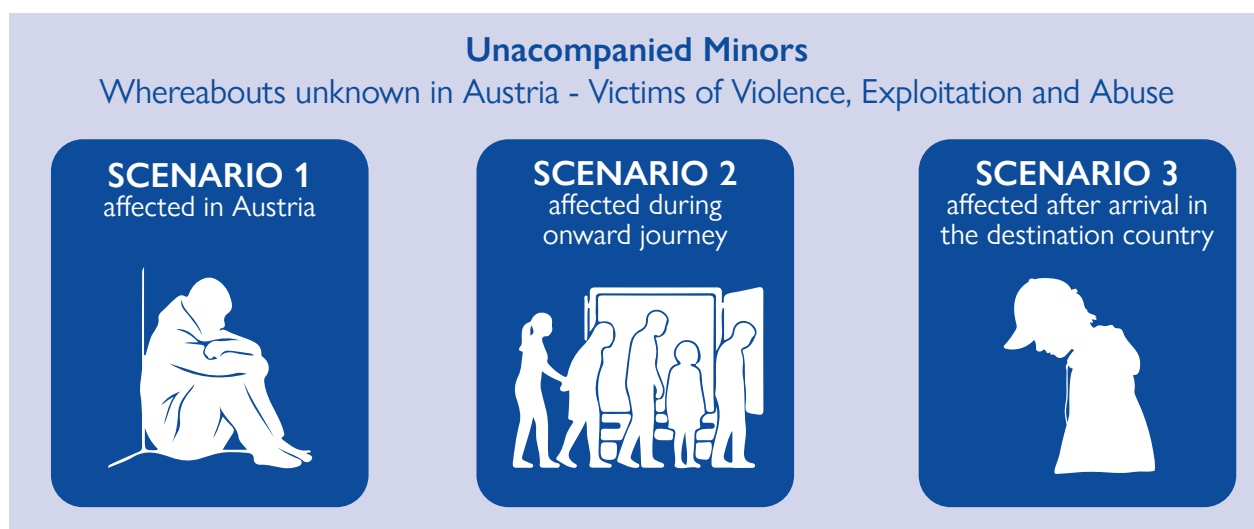 Unacompanied Minors
Whereabouts unknown in Austria - Victims of Violence, Exploitation and Abuse
SCENARIO 1
affected in Austria
SCENARIO 2
affected during
onward journey
SCENARIO 3
affected after arrival in
the destination country